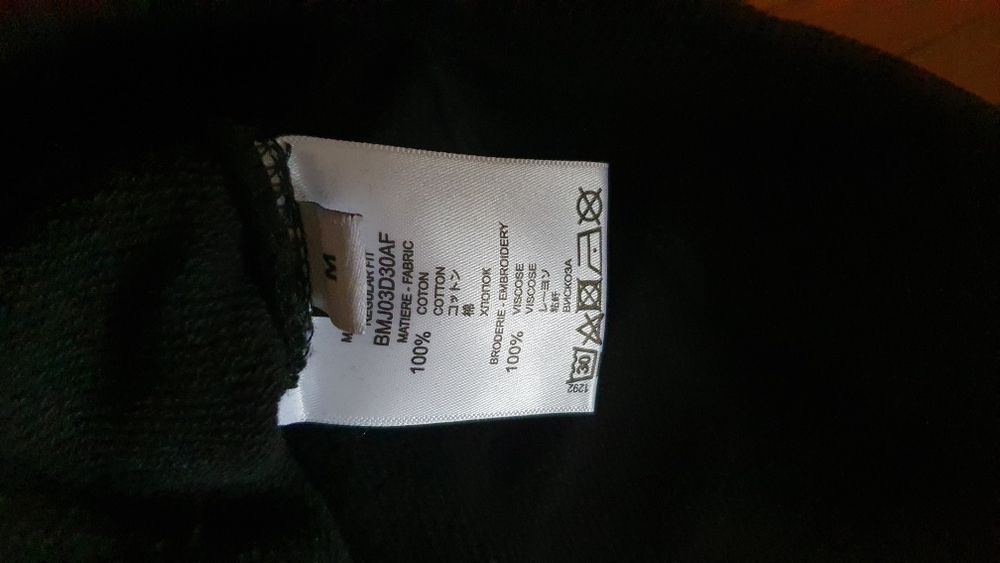 M
REGULAR FIT
BMJ03D30AF
MATIERE - FABRIC
100% COTON
COTTON
コットン
棉
ХЛОПОК
BRODERIE - EMBROIDERY
100% VISCOSE
VISCOSE
レーヨン
粘纤
ВИСКОЗА
30
1292